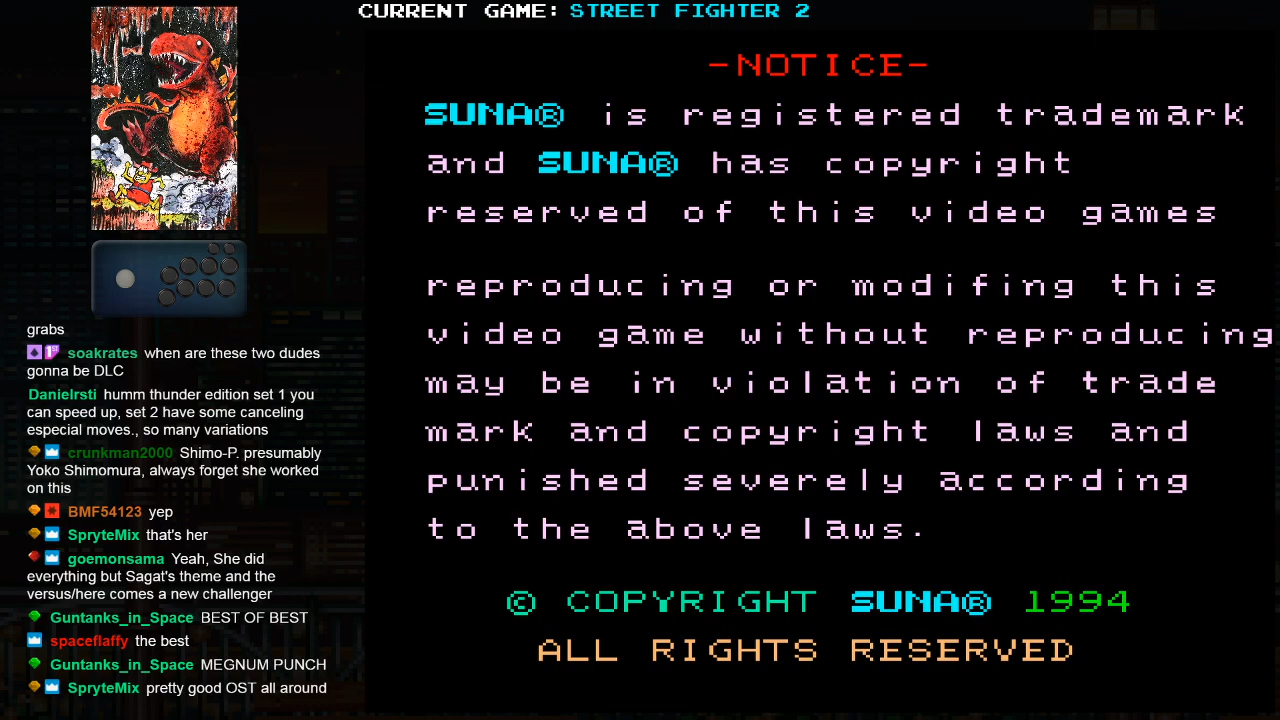 CURRENT GAME: STREET FIGHTER 2
-NOTICE-
SUNA® is registered trademark
and SUNA® has copyright
reserved of this video games
reproducing or modifing this
video game without reproducing
may be in violation of trade
mark and copyright laws and
punished severely according
to the above laws.
© COPYRIGHT SUNA® 1994
ALL RIGHTS RESERVED
grabs
soakrates when are these two dudes
gonna be DLC
Danielrsti humm thunder edition set 1 you
can speed up, set 2 have some canceling
especial moves., so many variations
crunkman2000 Shimo-P. presumably
Yoko Shimomura, always forget she worked
on this
BMF54123 yep
SpryteMix that's her
goemonsama Yeah, She did
everything but Sagat's theme and the
versus/here comes a new challenger
Guntanks_in_Space BEST OF BEST
spaceflaffy the best
Guntanks_in_Space MEGNUM PUNCH
SpryteMix pretty good OST all around